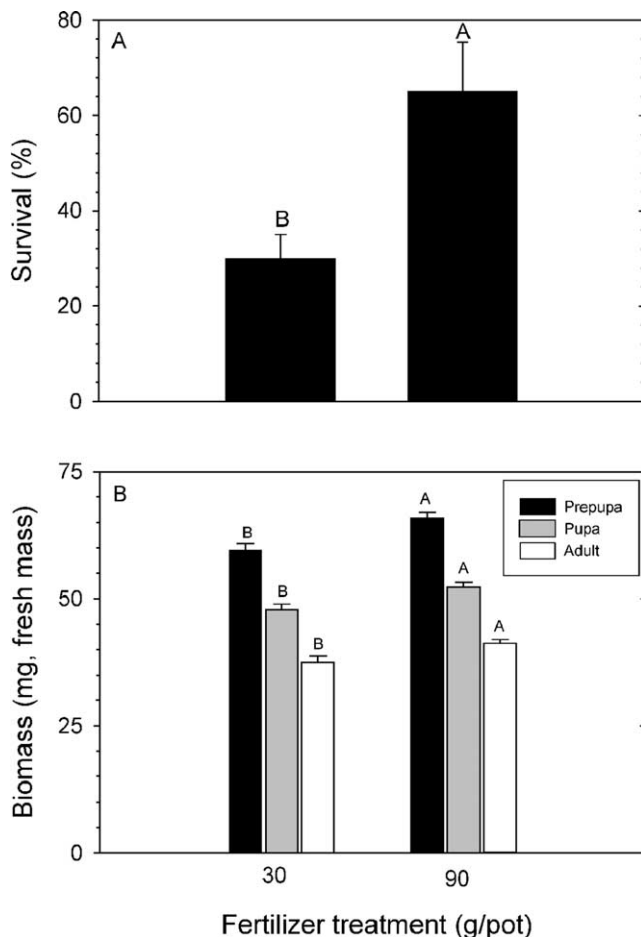 A
80
60
40
20
0
Survival (%)
B
A
B
75
50
25
0
Biomass (mg, fresh mass)
B
B
B
A
A
A
Prepupa
Pupa
Adult
30 90
Fertilizer treatment (g/pot)